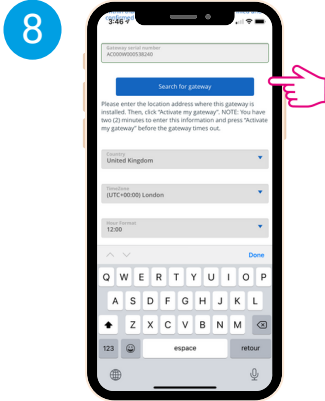 8
confirmed
3:46
Gateway serial number
AC000W000538240
Search for gateway
Please enter the location address where this gateway is
installed. Then, click "Activate my gateway". NOTE: You have
two (2) minutes to enter this information and press "Activate
my gateway" before the gateway times out.
Country
United Kingdom
TimeZone
(UTC+00:00) London
Hour Format
12:00
Done
Q W E R T Y U I O P
A S D F G H J K L
Z X C V B N M
123 espace retour